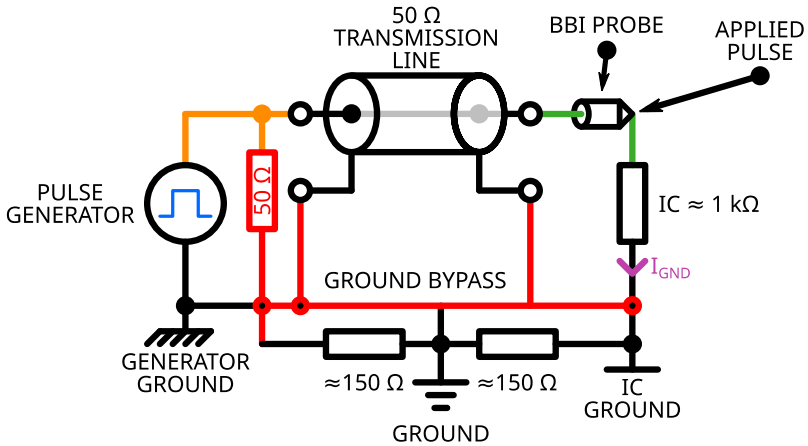 50 Ω
TRANSMISSION
LINE
BBI PROBE
APPLIED
PULSE
PULSE
GENERATOR
50 Ω
IC ≈ 1 kΩ
I_GND
GROUND BYPASS
GENERATOR
GROUND
≈150 Ω
≈150 Ω
IC
GROUND
GROUND